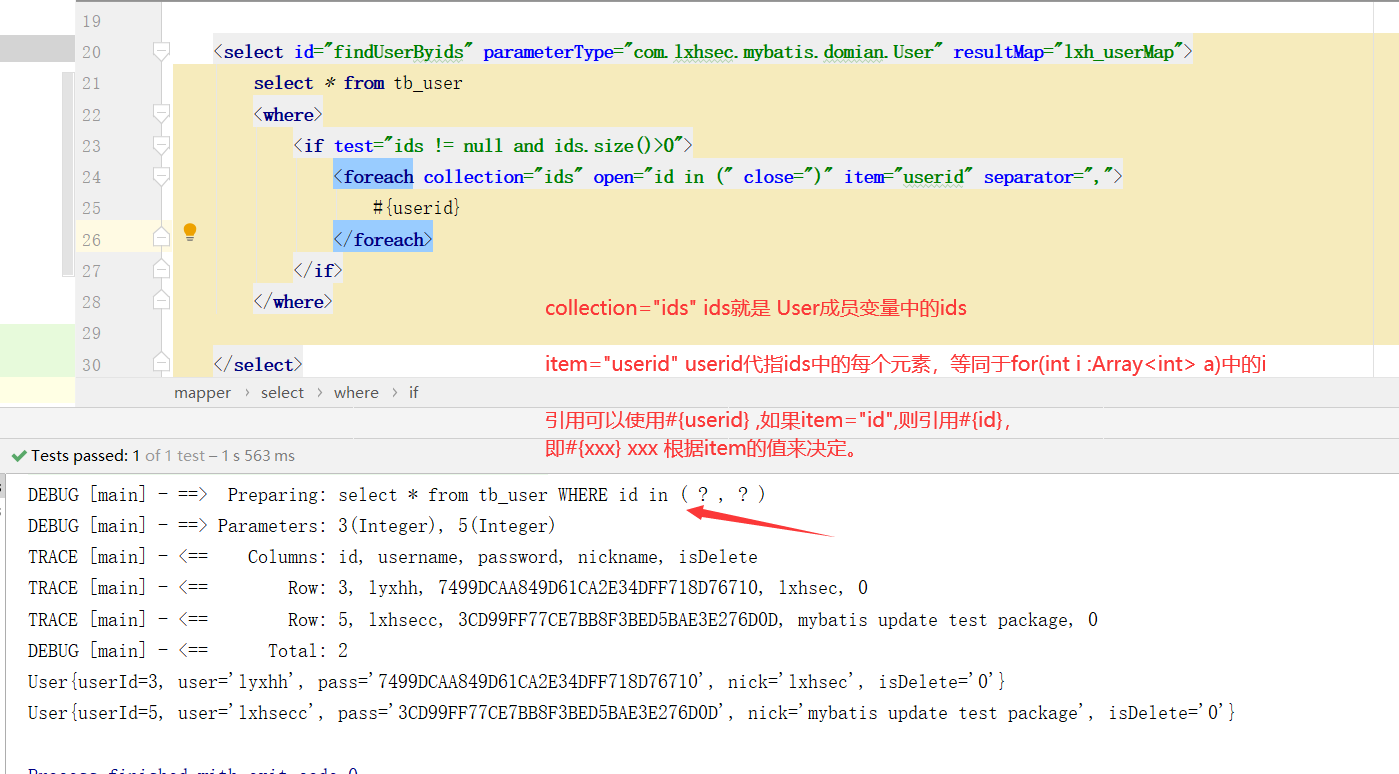 19
20 <select id="findUserByids" parameterType="com.lxhsec.mybatis.domian.User" resultMap="lxh_userMap">
21 select * from tb_user
22 <where>
23 <if test="ids != null and ids.size()>0">
24 <foreach collection="ids" open="id in (" close=")" item="userid" separator=",">
25 #{userid}
26 </foreach>
27 </if>
28 </where>
collection="ids" ids就是 User成员变量中的ids
29
30 </select>
item="userid" userid代指ids中的每个元素，等同于for(int i :Array<int> a)中的i
mapper › select › where › if
引用可以使用#{userid} ,如果item="id",则引用#{id},
即#{xxx} xxx 根据item的值来决定。
Tests passed: 1 of 1 test – 1 s 563 ms
DEBUG [main] - ==>  Preparing: select * from tb_user WHERE id in ( ? , ? )
DEBUG [main] - ==> Parameters: 3(Integer), 5(Integer)
TRACE [main] - <==    Columns: id, username, password, nickname, isDelete
TRACE [main] - <==        Row: 3, lyxhh, 7499DCAA849D61CA2E34DFF718D76710, lxhsec, 0
TRACE [main] - <==        Row: 5, lxhsecc, 3CD99FF77CE7BB8F3BED5BAE3E276D0D, mybatis update test package, 0
DEBUG [main] - <==      Total: 2
User{userId=3, user='lyxhh', pass='7499DCAA849D61CA2E34DFF718D76710', nick='lxhsec', isDelete='0'}
User{userId=5, user='lxhsecc', pass='3CD99FF77CE7BB8F3BED5BAE3E276D0D', nick='mybatis update test package', isDelete='0'}
Process finished with exit code 0